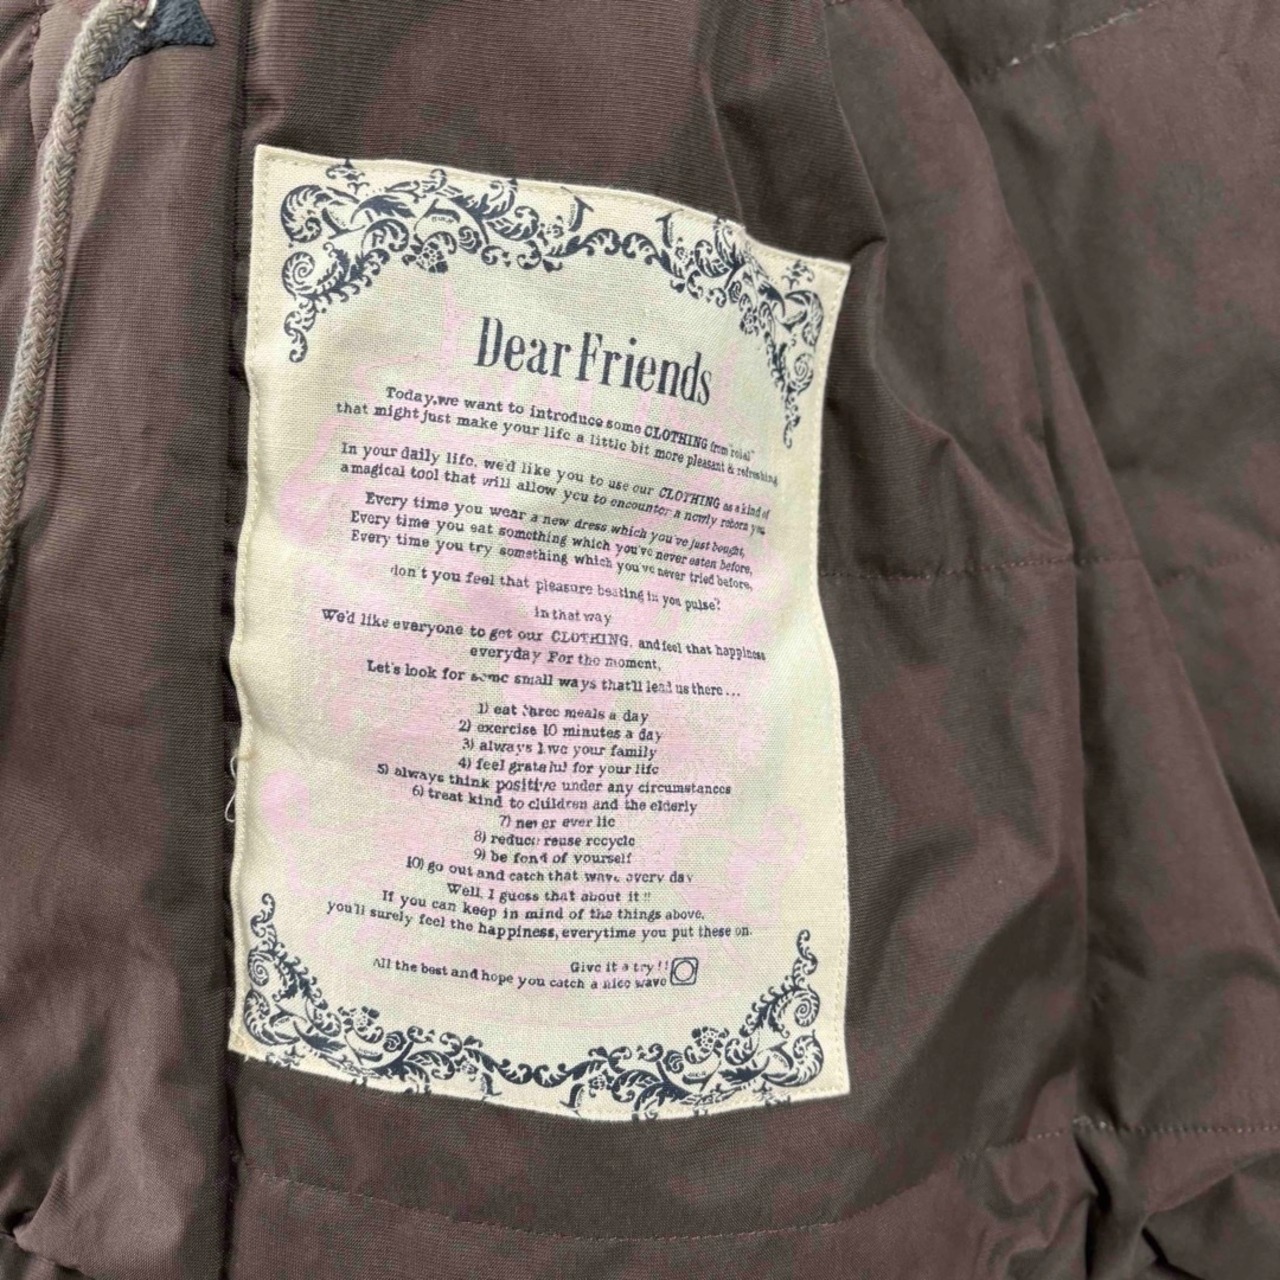 Dear Friends
Today,we want to introduce some CLOTHING from
that might just make your life a little bit more pleasant & refreshing
In your daily life, we'd like you to use our CLOTHING as a kind of
a magical tool that will allow you to encounter a newly reborn you.
Every time you wear a new dress which you've just bought,
Every time you eat something which you've never eaten before,
Every time you try something which you've never tried before,
don't you feel that pleasure beating in you pulse?
in that way
We'd like everyone to get our CLOTHING, and feel that happiness
everyday For the moment,
Let's look for some small ways that'll lead us there...
1) eat three meals a day
2) exercise 10 minutes a day
3) always love your family
4) feel grateful for your life
5) always think positive under any circumstances
6) treat kind to children and the elderly
7) never ever lie
8) reduce reuse recycle
9) be fond of yourself
10) go out and catch that wave every day
Well, I guess that about it !!
If you can keep in mind of the things above,
you'll surely feel the happiness, everytime you put these on.
Give it a try !!
All the best and hope you catch a nice wave